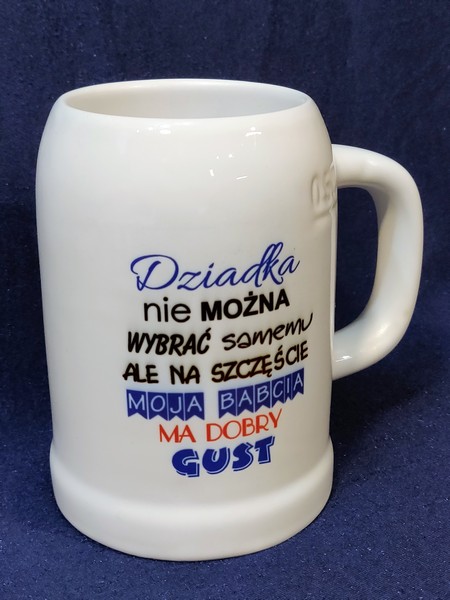 Dziadka
nie MOŻNA
WYBRAĆ samemu
ALE NA SZCZĘŚCIE
MOJA BABCIA
MA DOBRY
GUST